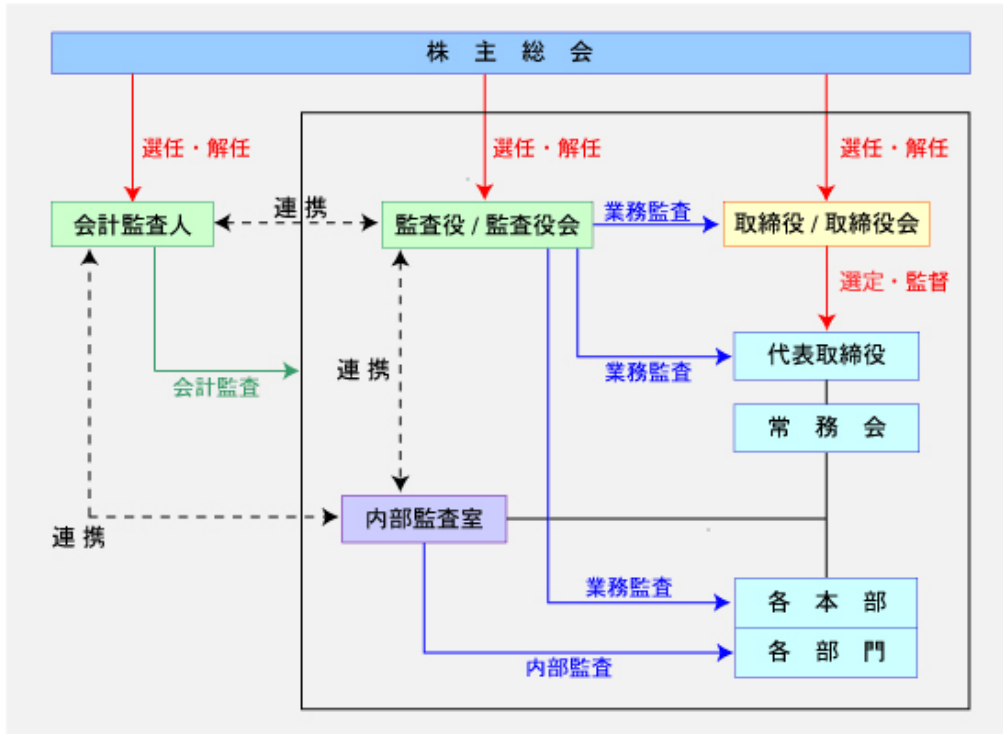 株 主 総 会
選任・解任
選任・解任
選任・解任
会計監査人
連 携
監査役 / 監査役会
業務監査
取締役 / 取締役会
選定・監督
代表取締役
連 携
業務監査
会計監査
常 務 会
内部監査室
連 携
業務監査
各 本 部
内部監査
各 部 門